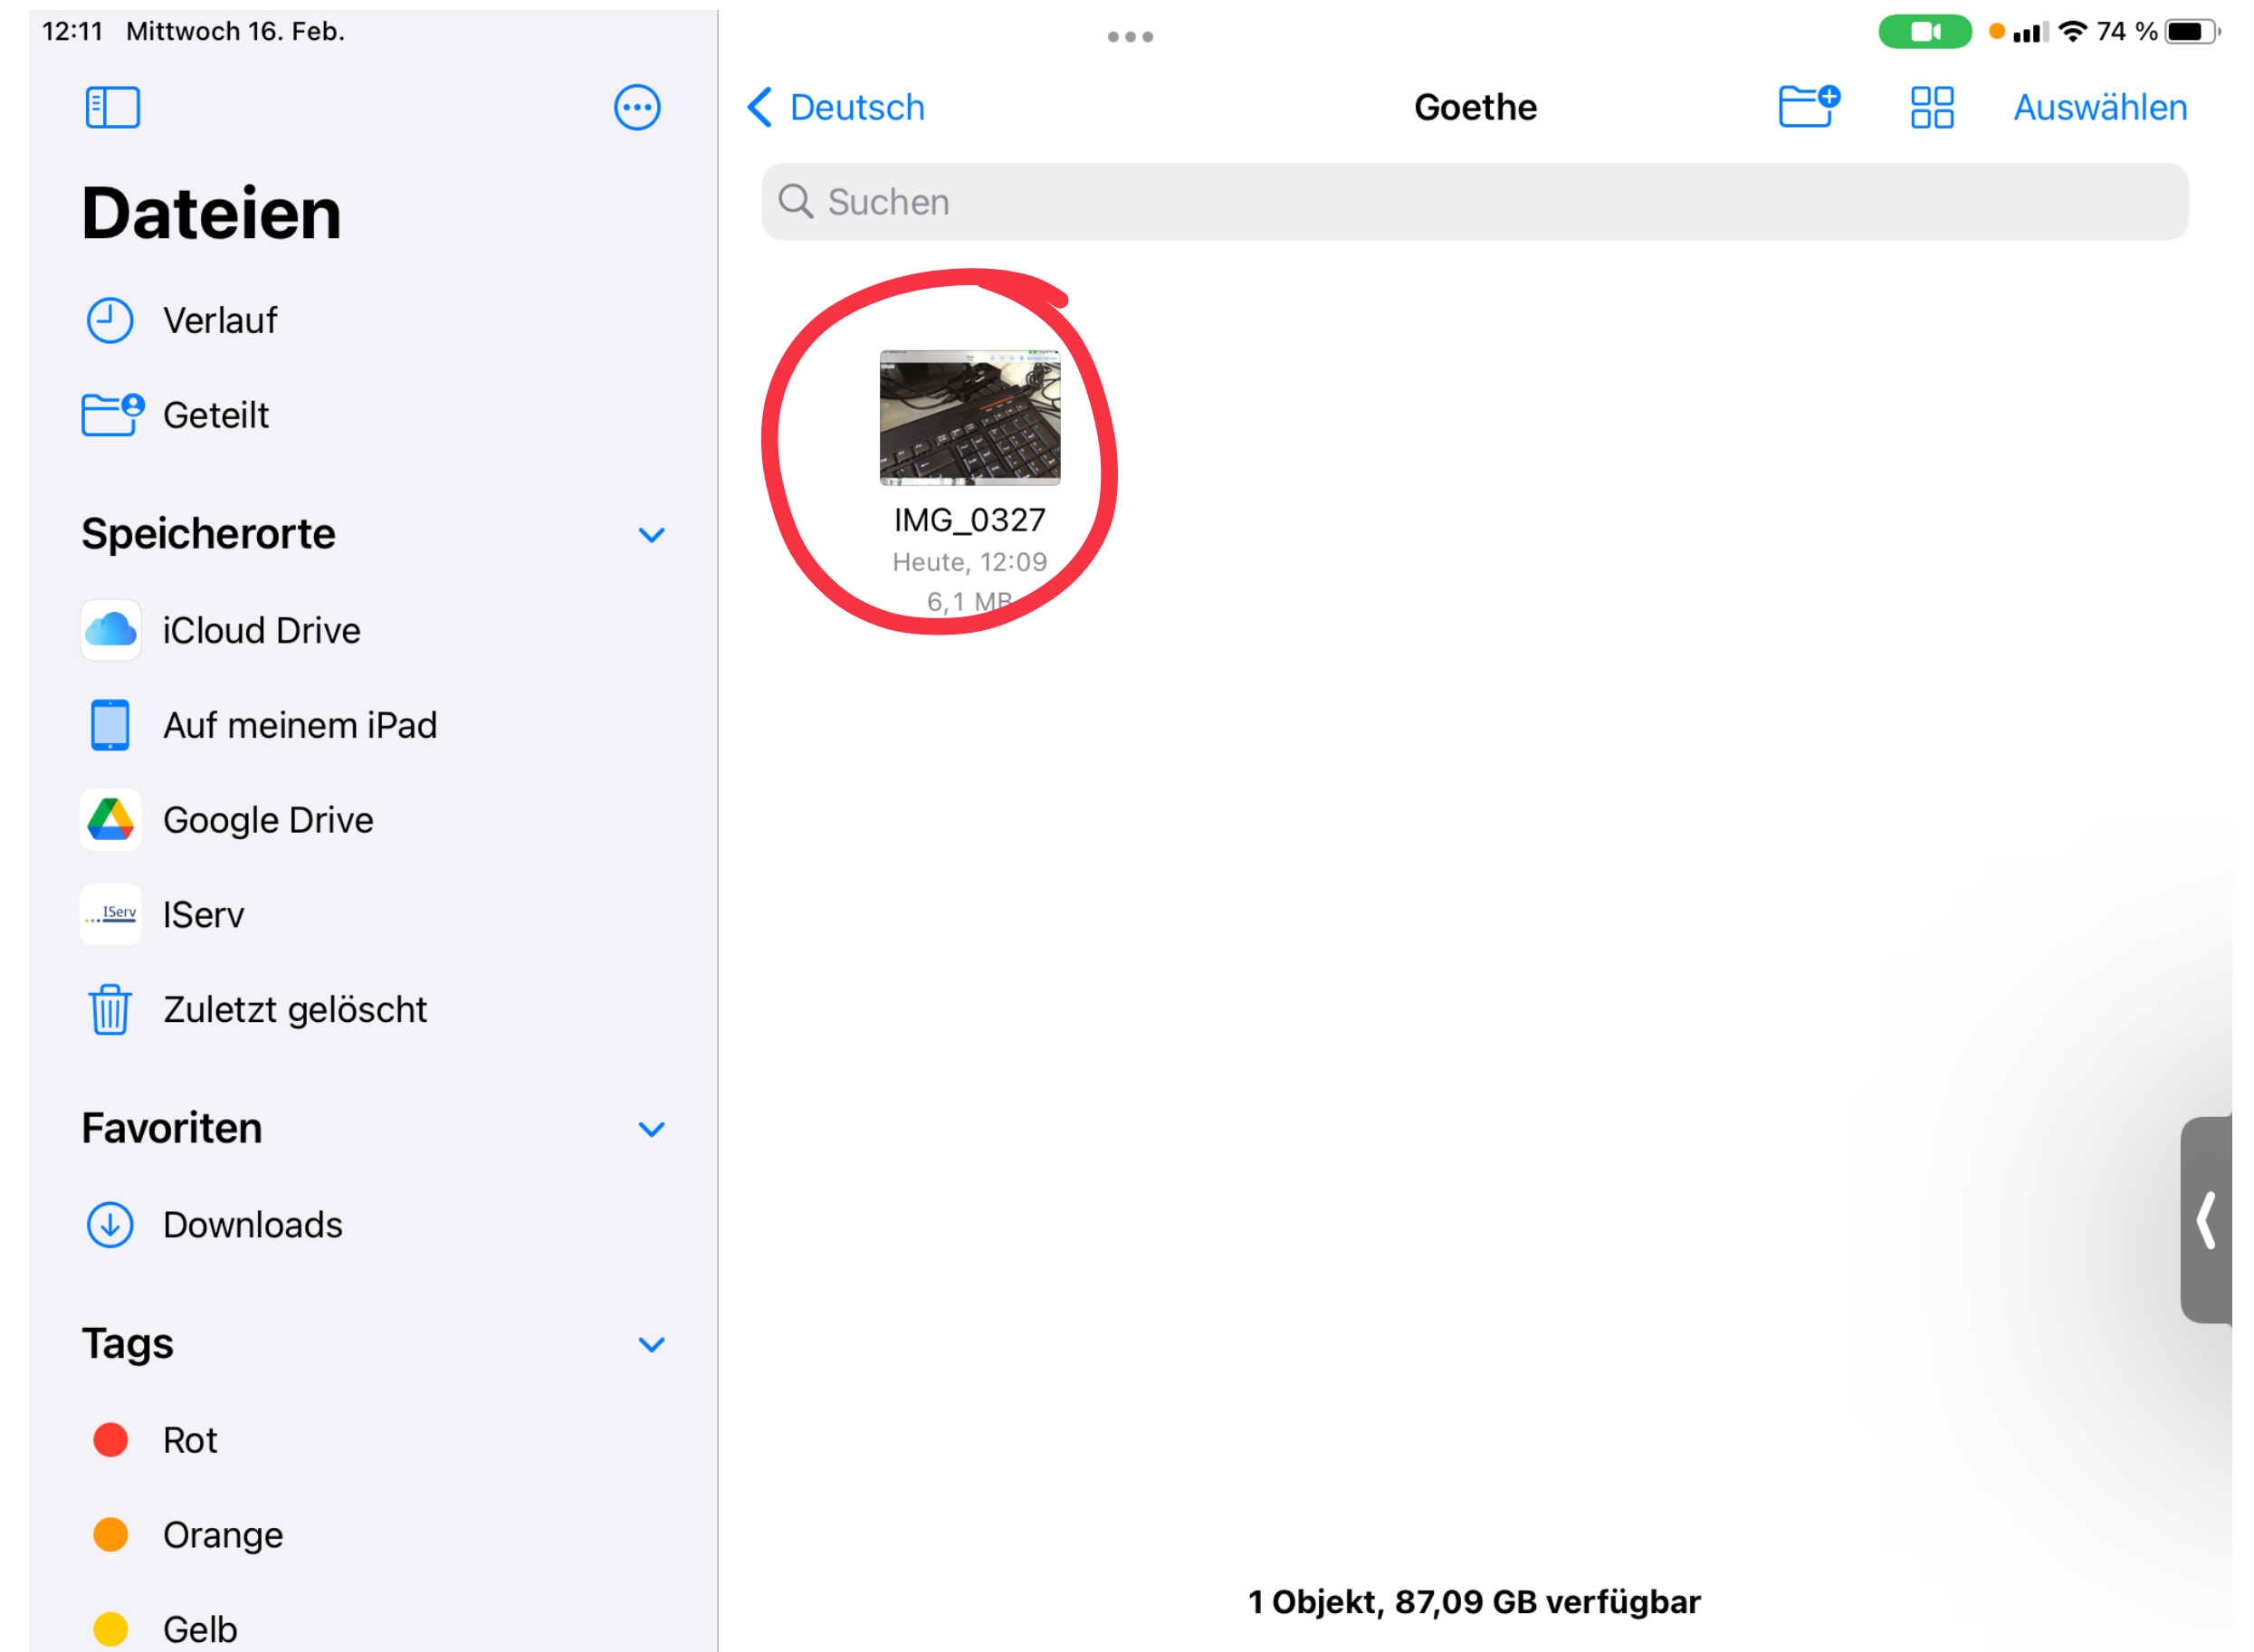 12:11 Mittwoch 16. Feb.
74 %
Dateien
Verlauf
Geteilt
Speicherorte
iCloud Drive
Auf meinem iPad
Google Drive
IServ
IServ
Zuletzt gelöscht
Favoriten
Downloads
Tags
Rot
Orange
Gelb
Deutsch
Goethe
Auswählen
Suchen
IMG_0327
Heute, 12:09
6,1 MB
1 Objekt, 87,09 GB verfügbar